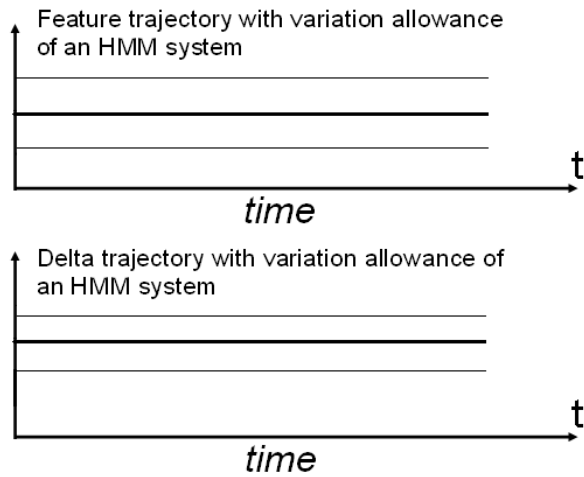 Feature trajectory with variation allowance
of an HMM system
t
time
Delta trajectory with variation allowance of
an HMM system
t
time